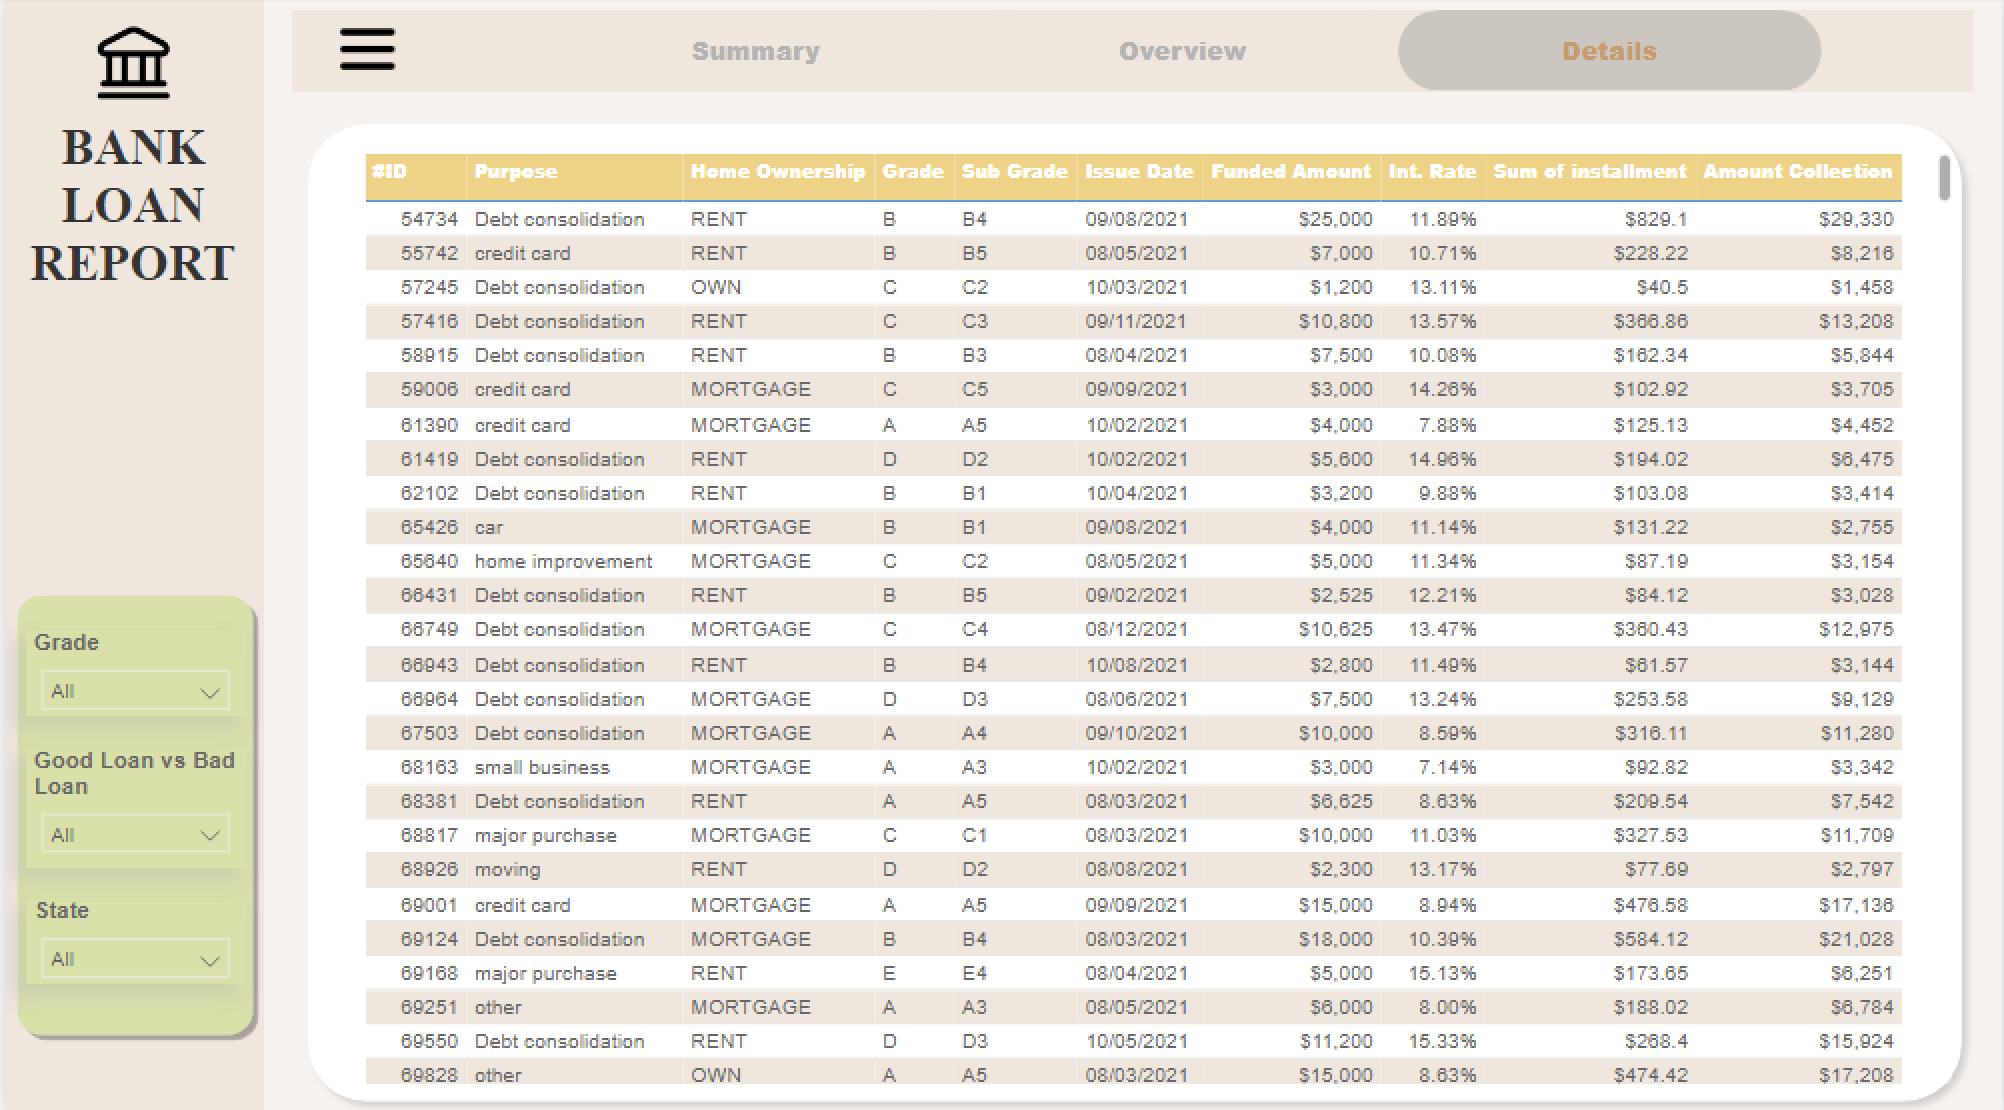 BANK
LOAN
REPORT
Grade
All
Good Loan vs Bad
Loan
All
State
All
Summary Overview Details
#ID Purpose Home Ownership Grade Sub Grade Issue Date Funded Amount Int. Rate Sum of installment Amount Collection
54734 Debt consolidation RENT B B4 09/08/2021 $25,000 11.89% $829.1 $29,330
55742 credit card RENT B B5 08/05/2021 $7,000 10.71% $228.22 $8,216
57245 Debt consolidation OWN C C2 10/03/2021 $1,200 13.11% $40.5 $1,458
57416 Debt consolidation RENT C C3 09/11/2021 $10,800 13.57% $366.86 $13,208
58915 Debt consolidation RENT B B3 08/04/2021 $7,500 10.08% $162.34 $5,844
59006 credit card MORTGAGE C C5 09/09/2021 $3,000 14.26% $102.92 $3,705
61390 credit card MORTGAGE A A5 10/02/2021 $4,000 7.88% $125.13 $4,452
61419 Debt consolidation RENT D D2 10/02/2021 $5,600 14.96% $194.02 $6,475
62102 Debt consolidation RENT B B1 10/04/2021 $3,200 9.88% $103.08 $3,414
65426 car MORTGAGE B B1 09/08/2021 $4,000 11.14% $131.22 $2,755
65640 home improvement MORTGAGE C C2 08/05/2021 $5,000 11.34% $87.19 $3,154
66431 Debt consolidation RENT B B5 09/02/2021 $2,525 12.21% $84.12 $3,028
66749 Debt consolidation MORTGAGE C C4 08/12/2021 $10,625 13.47% $360.43 $12,975
66943 Debt consolidation RENT B B4 10/08/2021 $2,800 11.49% $61.57 $3,144
66964 Debt consolidation MORTGAGE D D3 08/06/2021 $7,500 13.24% $253.58 $9,129
67503 Debt consolidation MORTGAGE A A4 09/10/2021 $10,000 8.59% $316.11 $11,280
68163 small business MORTGAGE A A3 10/02/2021 $3,000 7.14% $92.82 $3,342
68381 Debt consolidation RENT A A5 08/03/2021 $6,625 8.63% $209.54 $7,542
68817 major purchase MORTGAGE C C1 08/03/2021 $10,000 11.03% $327.53 $11,709
68926 moving RENT D D2 08/08/2021 $2,300 13.17% $77.69 $2,797
69001 credit card MORTGAGE A A5 09/09/2021 $15,000 8.94% $476.58 $17,136
69124 Debt consolidation MORTGAGE B B4 08/03/2021 $18,000 10.39% $584.12 $21,028
69168 major purchase RENT E E4 08/04/2021 $5,000 15.13% $173.65 $6,251
69251 other MORTGAGE A A3 08/05/2021 $6,000 8.00% $188.02 $6,784
69550 Debt consolidation RENT D D3 10/05/2021 $11,200 15.33% $268.4 $15,924
69828 other OWN A A5 08/03/2021 $15,000 8.63% $474.42 $17,208